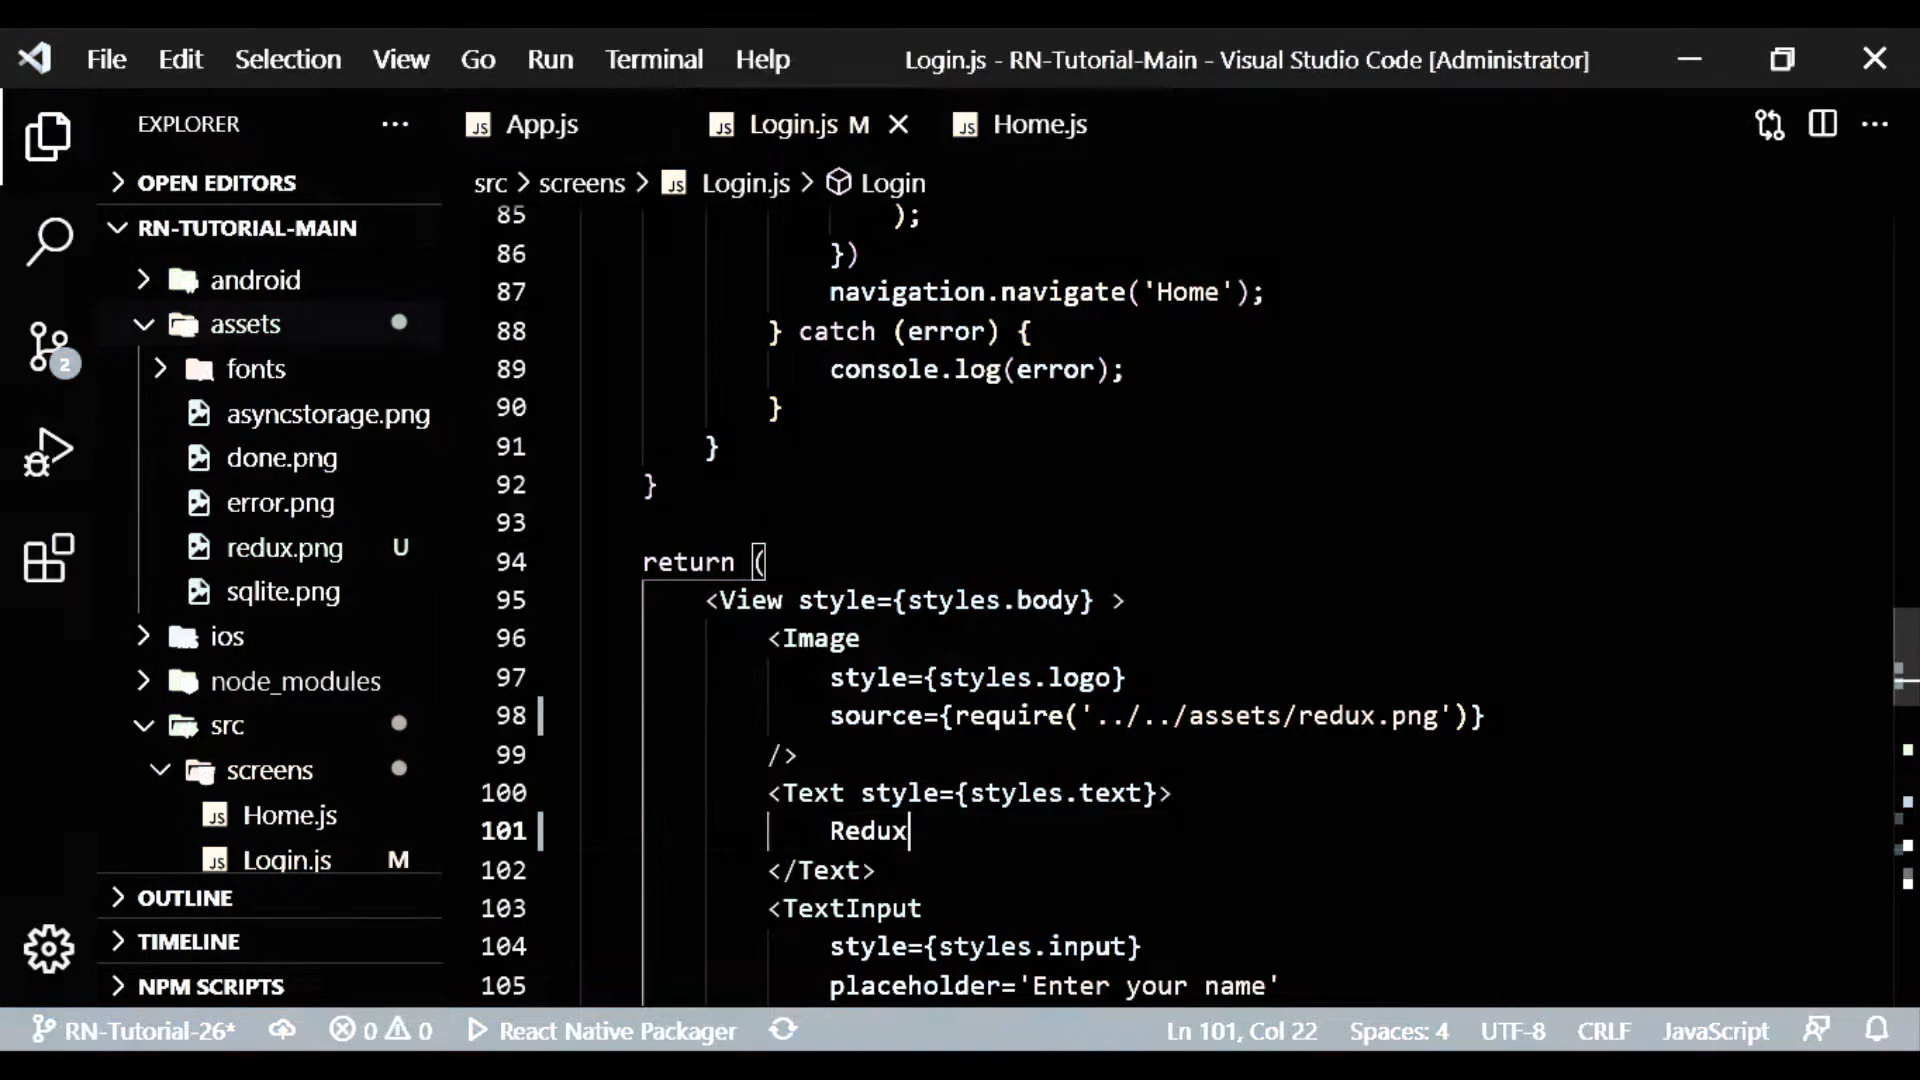 File Edit Selection View Go Run Terminal Help Login.js - RN-Tutorial-Main - Visual Studio Code [Administrator]
EXPLORER ···
App.js
Login.js M
Home.js
OPEN EDITORS
RN-TUTORIAL-MAIN
android
assets
fonts
asyncstorage.png
done.png
error.png
redux.png U
sqlite.png
ios
node_modules
src
screens
Home.js
Login.js M
OUTLINE
TIMELINE
NPM SCRIPTS
2
src > screens > JS Login.js > Login
85 );
86 })
87 navigation.navigate('Home');
88 } catch (error) {
89 console.log(error);
90 }
91 }
92 }
93
94 return (
95 <View style={styles.body} >
96 <Image
97 style={styles.logo}
98 source={require('../../assets/redux.png')}
99 />
100 <Text style={styles.text}>
101 Redux
102 </Text>
103 <TextInput
104 style={styles.input}
105 placeholder='Enter your name'
RN-Tutorial-26* 0 0 React Native Packager Ln 101, Col 22 Spaces: 4 UTF-8 CRLF JavaScript